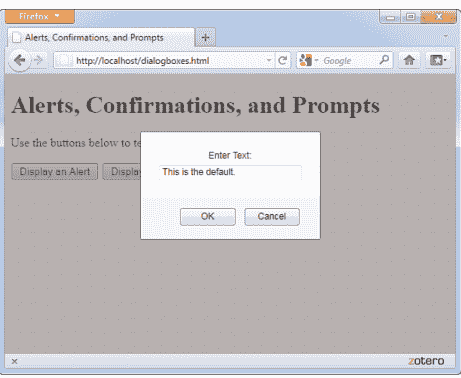 Firefox
Alerts, Confirmations, and Prompts
http://localhost/dialogboxes.html
Google
Alerts, Confirmations, and Prompts
Use the buttons below to te
Display an Alert
Displa
Enter Text:
This is the default.
OK
Cancel
zotero